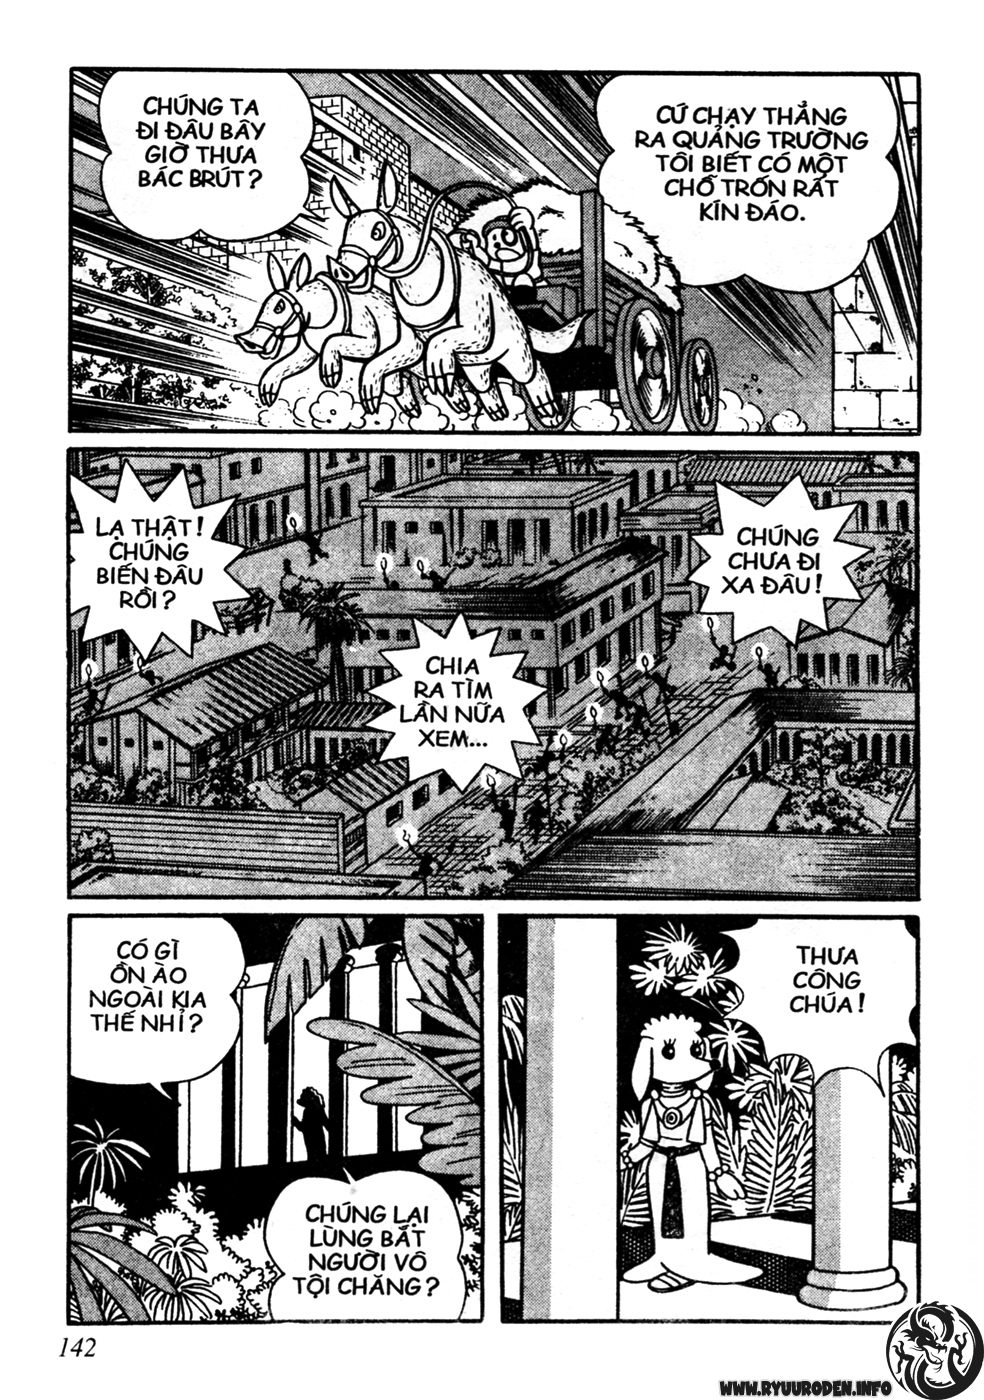 CHÚNG TA
ĐI ĐÂU BÂY
GIỜ THƯA
BÁC BRÚT?
CỨ CHẠY THẲNG
RA QUẢNG TRƯỜNG
TÔI BIẾT CÓ MỘT
CHỖ TRỐN RẤT
KÍN ĐÁO.
LẠ THẬT!
CHÚNG
BIẾN ĐÂU
RỒI?
CHÚNG
CHƯA ĐI
XA ĐÂU!
CHIA
RA TÌM
LẦN NỮA
XEM...
CÓ GÌ
ỒN ÀO
NGOÀI KIA
THẾ NHỈ?
CHÚNG LẠI
LÙNG BẮT
NGƯỜI VÔ
TỘI CHĂNG?
THƯA
CÔNG
CHÚA!
142
WWW.RYUURODEN.INFO